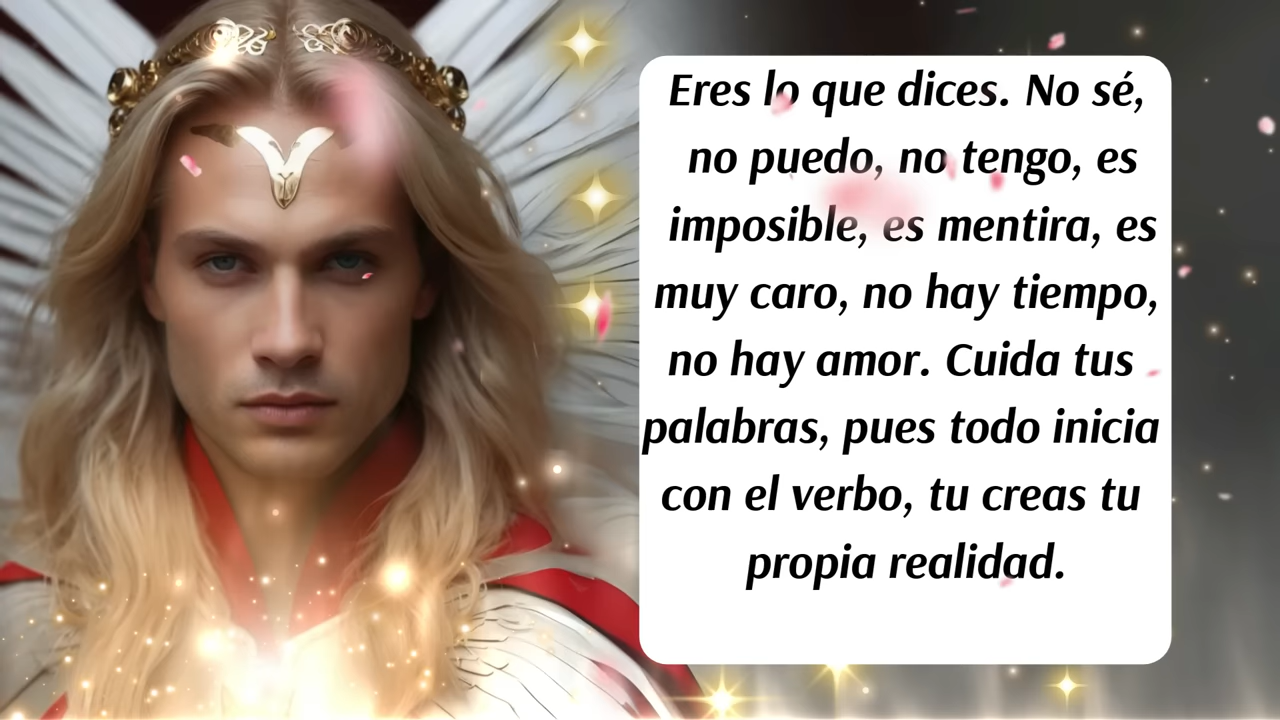 Eres lo que dices. No sé,
no puedo, no tengo, es
imposible, es mentira, es
muy caro, no hay tiempo,
no hay amor. Cuida tus
palabras, pues todo inicia
con el verbo, tu creas tu
propia realidad.